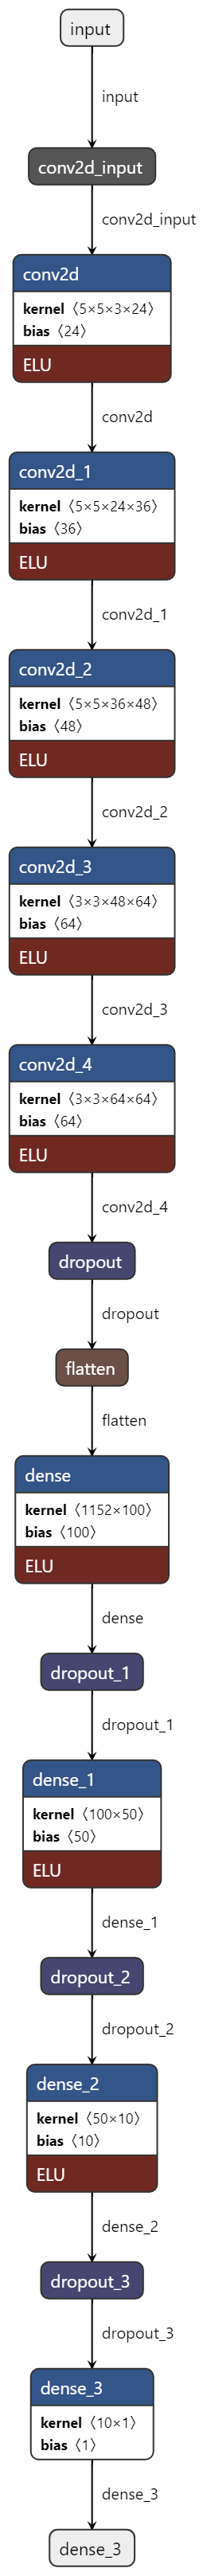 input
input
conv2d_input
conv2d_input
conv2d
kernel〈5×5×3×24〉
bias〈24〉
ELU
conv2d
conv2d_1
kernel〈5×5×24×36〉
bias〈36〉
ELU
conv2d_1
conv2d_2
kernel〈5×5×36×48〉
bias〈48〉
ELU
conv2d_2
conv2d_3
kernel〈3×3×48×64〉
bias〈64〉
ELU
conv2d_3
conv2d_4
kernel〈3×3×64×64〉
bias〈64〉
ELU
conv2d_4
dropout
dropout
flatten
flatten
dense
kernel〈1152×100〉
bias〈100〉
ELU
dense
dropout_1
dropout_1
dense_1
kernel〈100×50〉
bias〈50〉
ELU
dense_1
dropout_2
dropout_2
dense_2
kernel〈50×10〉
bias〈10〉
ELU
dense_2
dropout_3
dropout_3
dense_3
kernel〈10×1〉
bias〈1〉
dense_3
dense_3